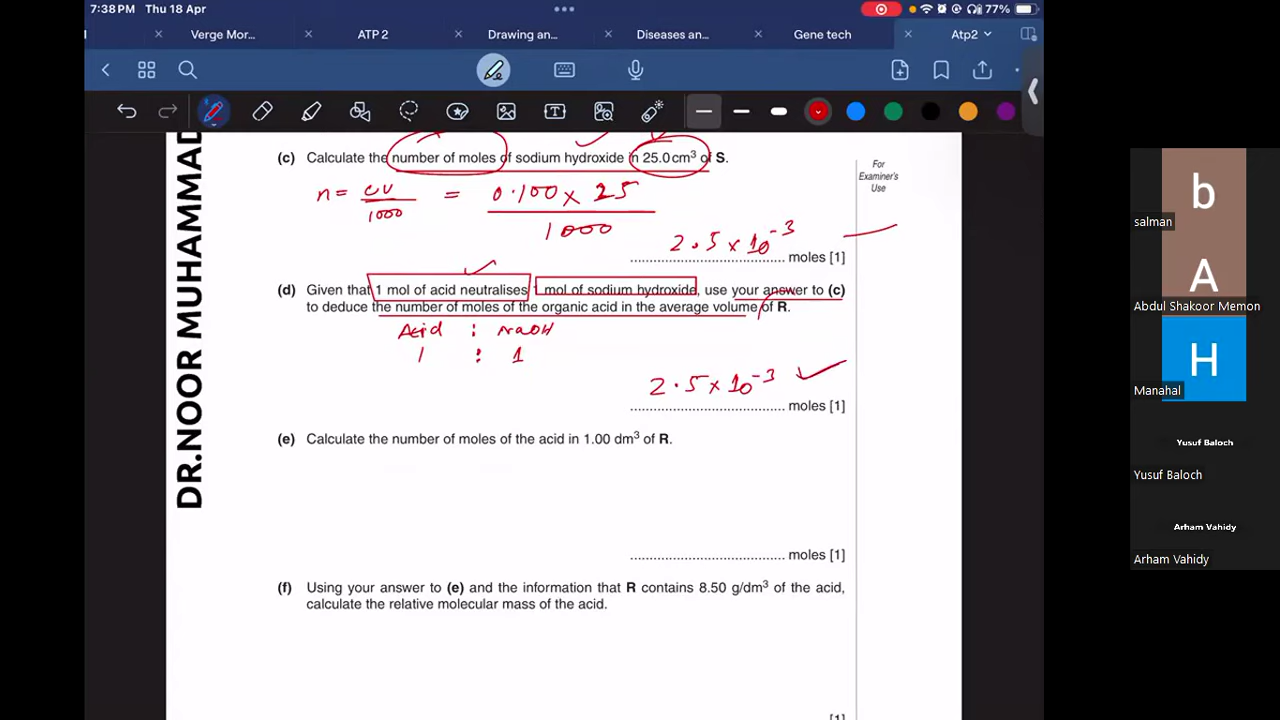 7:38 PM Thu 18 Apr
77%
Verge Mor...
ATP 2
Drawing an...
Diseases an...
Gene tech
Atp2
DR.NOOR MUHAMMAD
For
Examiner's
Use
(c) Calculate the number of moles of sodium hydroxide in 25.0 cm³ of S.
n = cv/1000 = 0.100 × 25/1000
2.5 × 10⁻³
moles [1]
(d) Given that 1 mol of acid neutralises 1 mol of sodium hydroxide, use your answer to (c)
to deduce the number of moles of the organic acid in the average volume of R.
Acid : NaOH
1 : 1
2.5 × 10⁻³
moles [1]
(e) Calculate the number of moles of the acid in 1.00 dm³ of R.
moles [1]
(f) Using your answer to (e) and the information that R contains 8.50 g/dm³ of the acid,
calculate the relative molecular mass of the acid.
[1]
b
salman
A
Abdul Shakoor Memon
H
Manahal
Yusuf Baloch
Yusuf Baloch
Arham Vahidy
Arham Vahidy